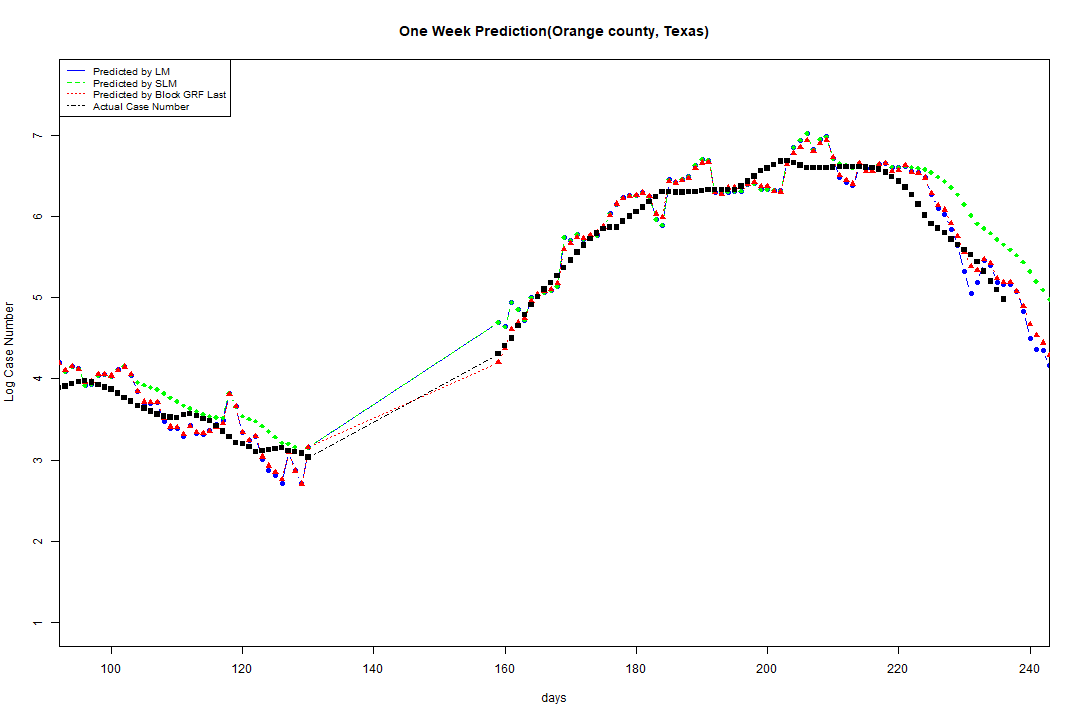 One Week Prediction(Orange county, Texas)
Predicted by LM
Predicted by SLM
Predicted by Block GRF Last
Actual Case Number
7
6
5
4
3
2
1
Log Case Number
100 120 140 160 180 200 220 240
days